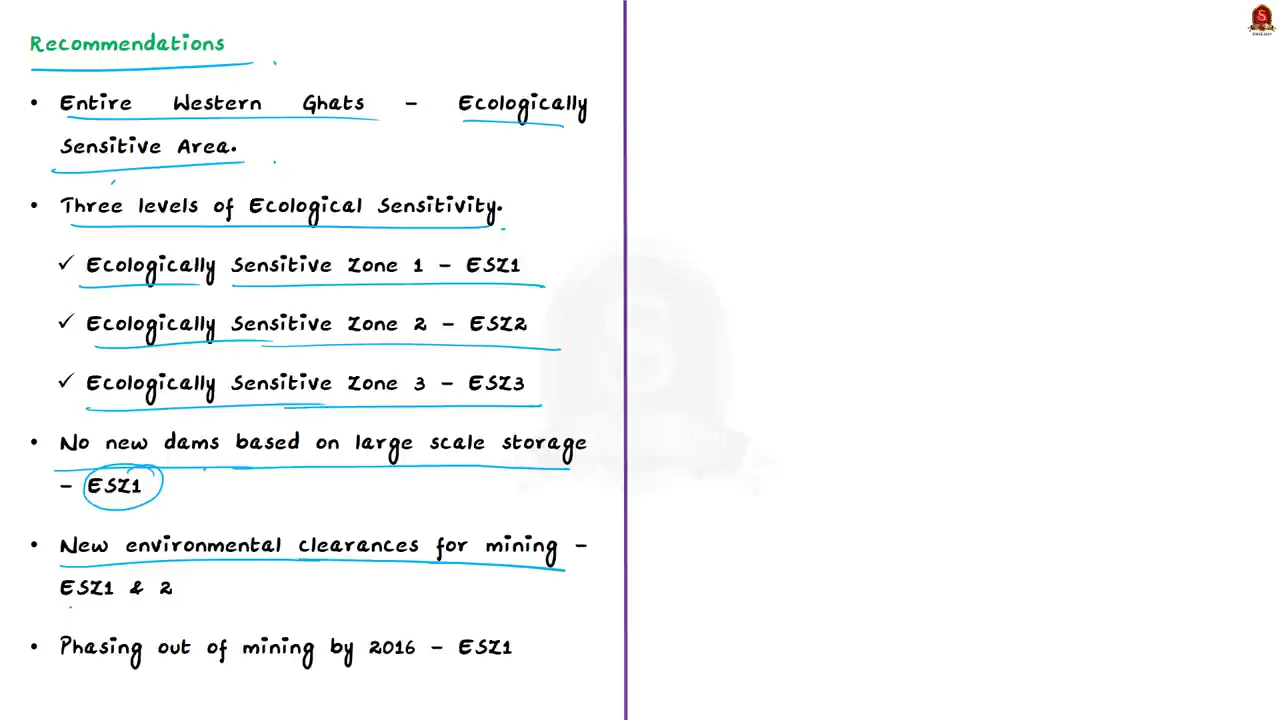 Recommendations
• Entire Western Ghats - Ecologically
Sensitive Area.
• Three levels of Ecological Sensitivity.
✓ Ecologically Sensitive Zone 1 - ESZ1
✓ Ecologically Sensitive Zone 2 - ESZ2
✓ Ecologically Sensitive Zone 3 - ESZ3
• No new dams based on large scale storage
- ESZ1
• New environmental clearances for mining -
ESZ1 & 2
• Phasing out of mining by 2016 - ESZ1
S